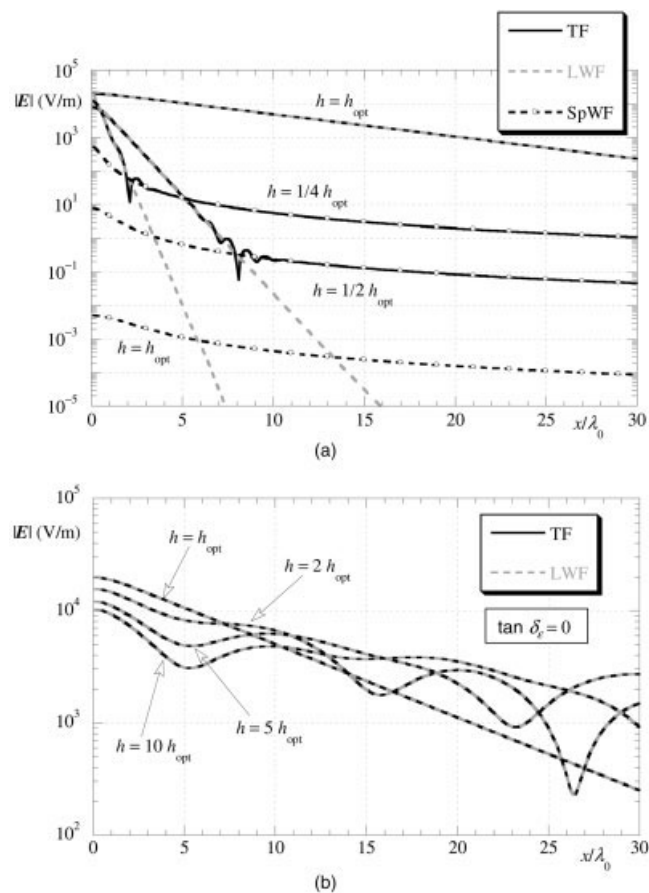 TF
LWF
SpWF
|E| (V/m)
10^5
10^3
10^1
10^-1
10^-3
10^-5
h = h_opt
h = 1/4 h_opt
h = 1/2 h_opt
h = h_opt
0 5 10 15 20 25 30
x/λ_0
(a)
|E| (V/m)
10^5
10^4
10^3
10^2
TF
LWF
tan δ_ε = 0
h = h_opt
h = 2 h_opt
h = 5 h_opt
h = 10 h_opt
0 5 10 15 20 25 30
x/λ_0
(b)